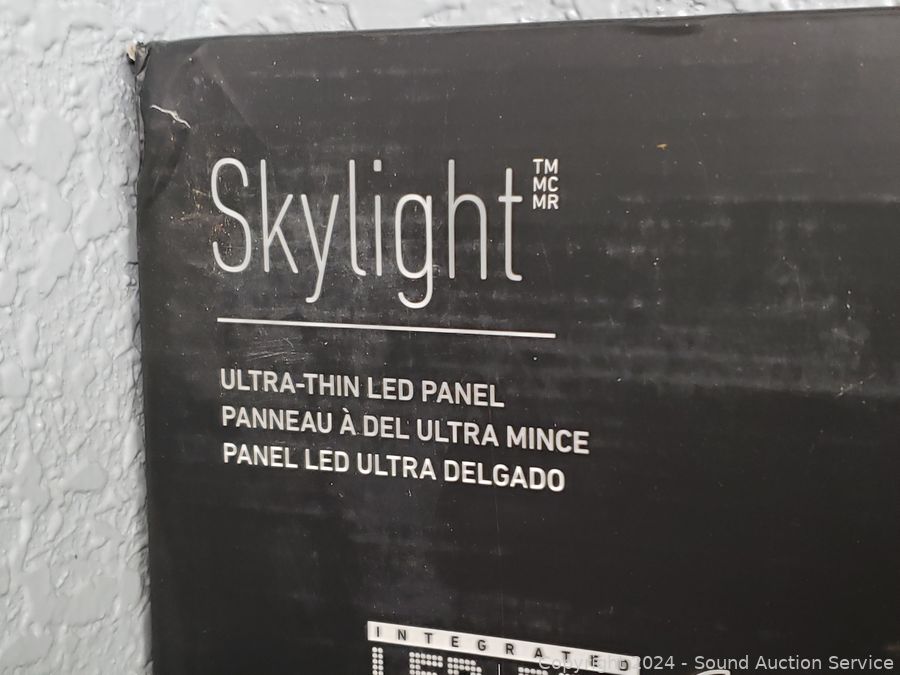 Skylight
TM
MC
MR
ULTRA-THIN LED PANEL
PANNEAU À DEL ULTRA MINCE
PANEL LED ULTRA DELGADO
INTEGRATED
LED
Copyright 2024 - Sound Auction Service